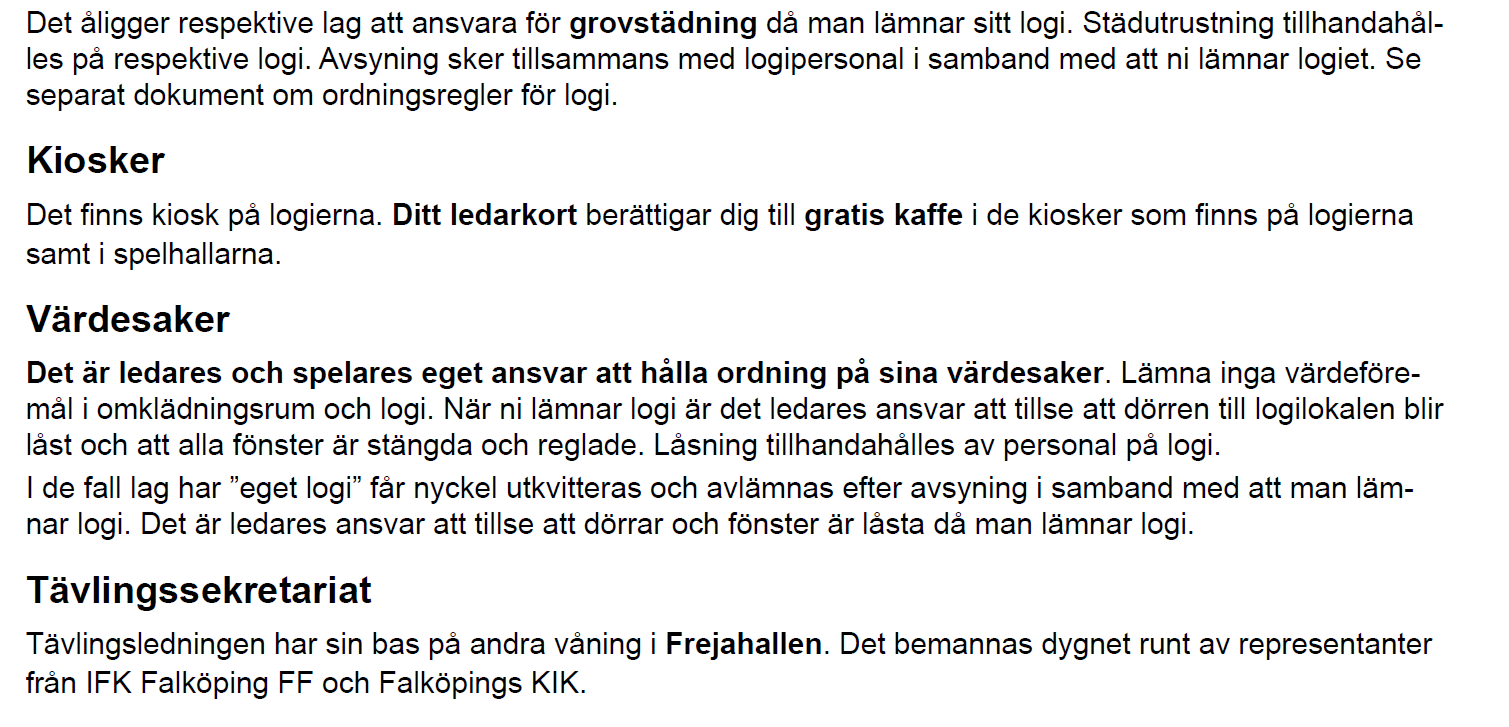 Det åligger respektive lag att ansvara för grovstädning då man lämnar sitt logi. Städutrustning tillhandahål-
les på respektive logi. Avsyning sker tillsammans med logipersonal i samband med att ni lämnar logiet. Se
separat dokument om ordningsregler för logi.
Kiosker
Det finns kiosk på logierna. Ditt ledarkort berättigar dig till gratis kaffe i de kiosker som finns på logierna
samt i spelhallarna.
Värdesaker
Det är ledares och spelares eget ansvar att hålla ordning på sina värdesaker. Lämna inga värdeföre-
mål i omklädningsrum och logi. När ni lämnar logi är det ledares ansvar att tillse att dörren till logilokalen blir
låst och att alla fönster är stängda och reglade. Låsning tillhandahålles av personal på logi.
I de fall lag har ”eget logi” får nyckel utkvitteras och avlämnas efter avsyning i samband med att man läm-
nar logi. Det är ledares ansvar att tillse att dörrar och fönster är låsta då man lämnar logi.
Tävlingssekretariat
Tävlingsledningen har sin bas på andra våning i Frejahallen. Det bemannas dygnet runt av representanter
från IFK Falköping FF och Falköpings KIK.